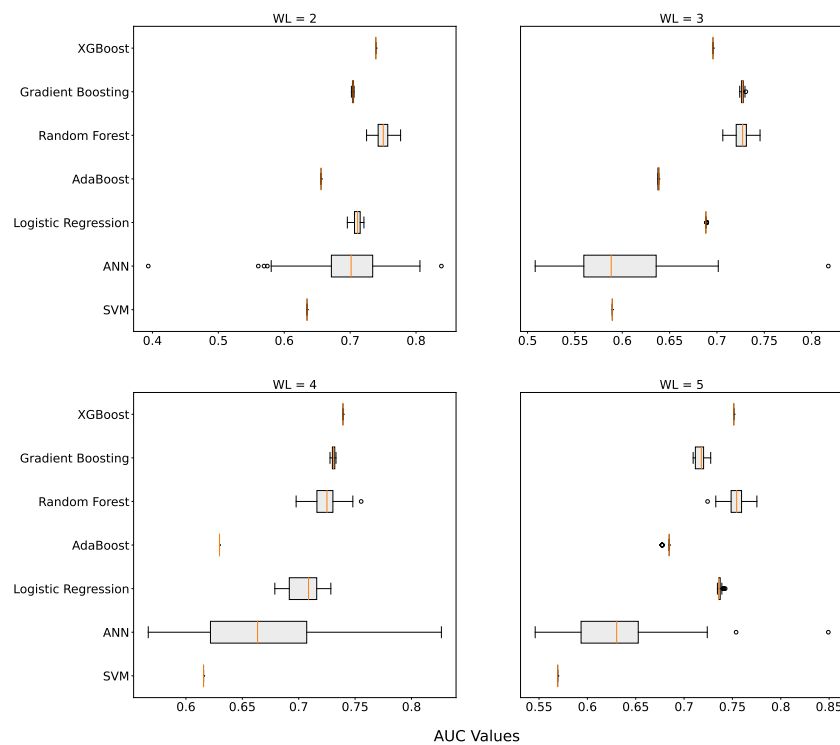 WL = 2
WL = 3
XGBoost
Gradient Boosting
Random Forest
AdaBoost
Logistic Regression
ANN
SVM
0.4 0.5 0.6 0.7 0.8
0.5 0.55 0.6 0.65 0.7 0.75 0.8
WL = 4
WL = 5
XGBoost
Gradient Boosting
Random Forest
AdaBoost
Logistic Regression
ANN
SVM
0.6 0.65 0.7 0.75 0.8
0.55 0.6 0.65 0.7 0.75 0.8 0.85
AUC Values